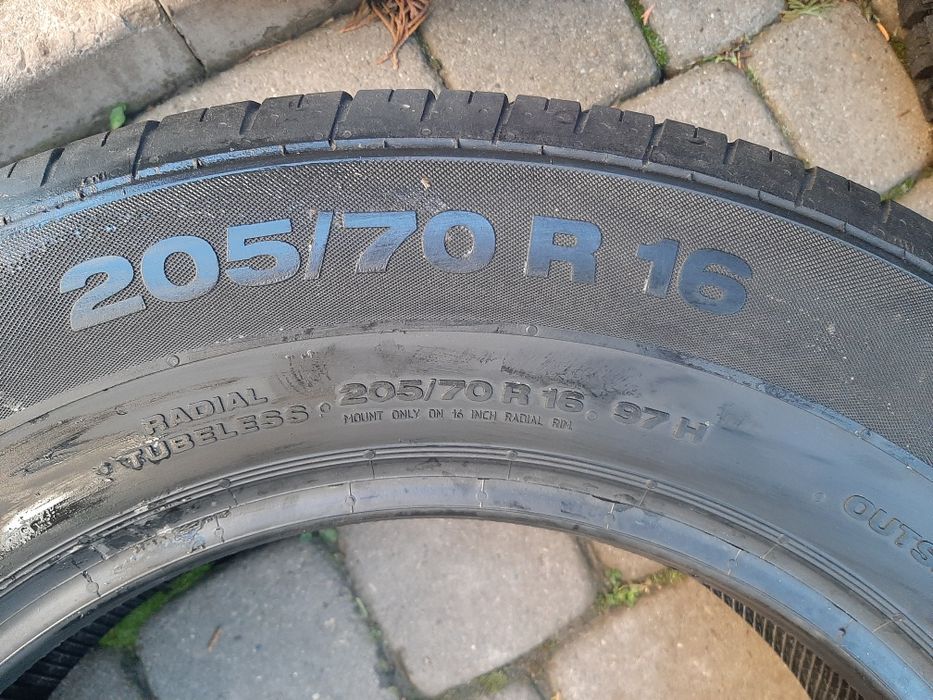 205/70 R 16
RADIAL
TUBELESS
205/70 R 16 97 H
MOUNT ONLY ON 16 INCH RADIAL RIM